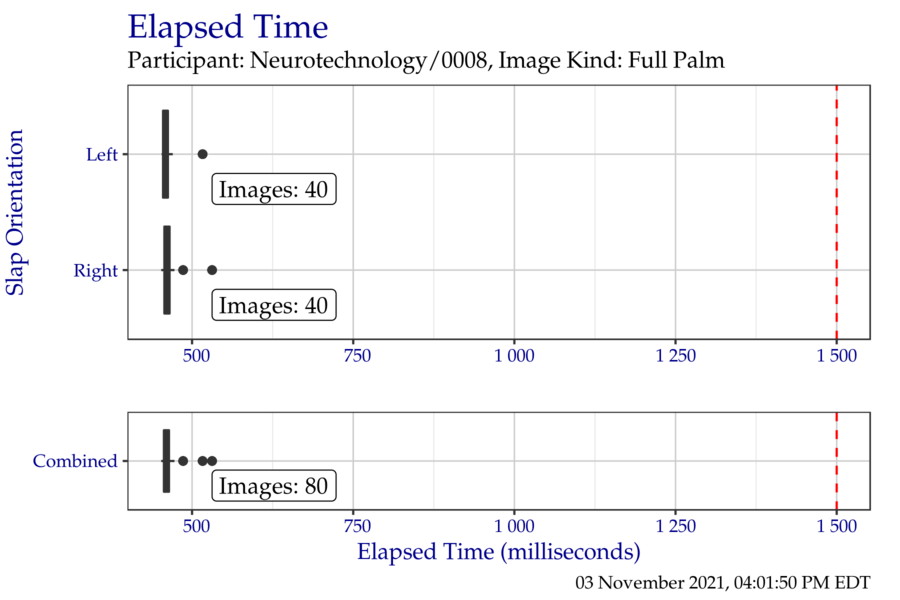 Elapsed Time
Participant: Neurotechnology/0008, Image Kind: Full Palm
Slap Orientation
Left
Images: 40
Right
Images: 40
500 750 1 000 1 250 1 500
Combined
Images: 80
500 750 1 000 1 250 1 500
Elapsed Time (milliseconds)
03 November 2021, 04:01:50 PM EDT